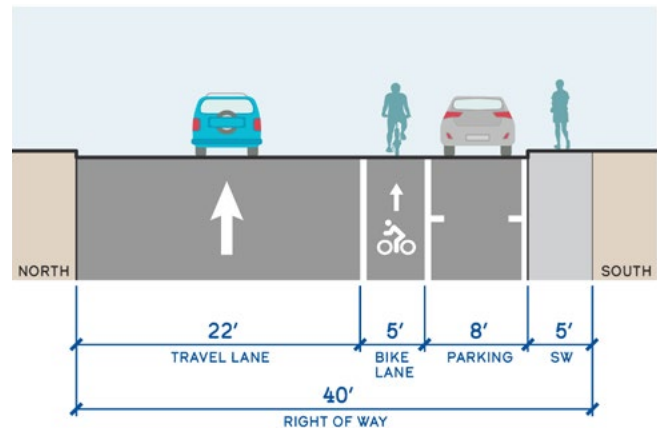 NORTH
SOUTH
22'
TRAVEL LANE
5'
BIKE
LANE
8'
PARKING
5'
SW
40'
RIGHT OF WAY